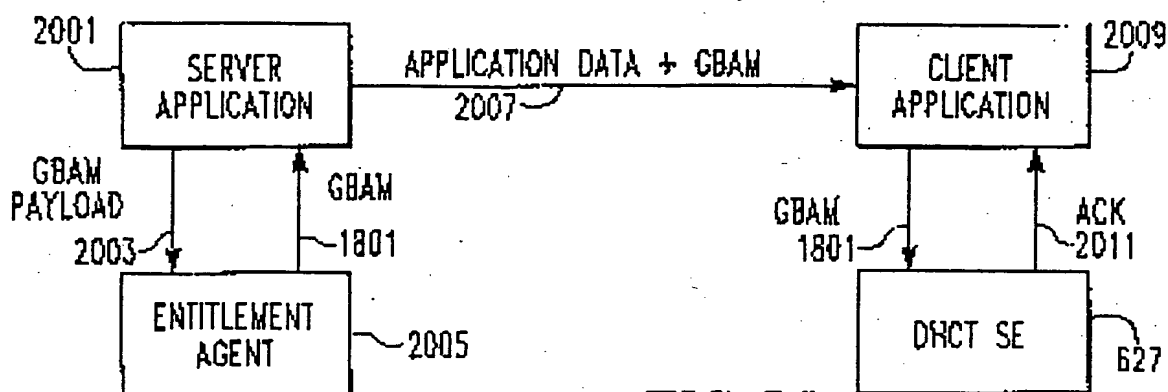 2001
SERVER
APPLICATION
APPLICATION DATA + GBAM
2007
CLIENT
APPLICATION
2009
GBAM
PAYLOAD
2003
GBAM
1801
GBAM
1801
ACK
2011
ENTITLEMENT
AGENT
2005
DHCT SE
627